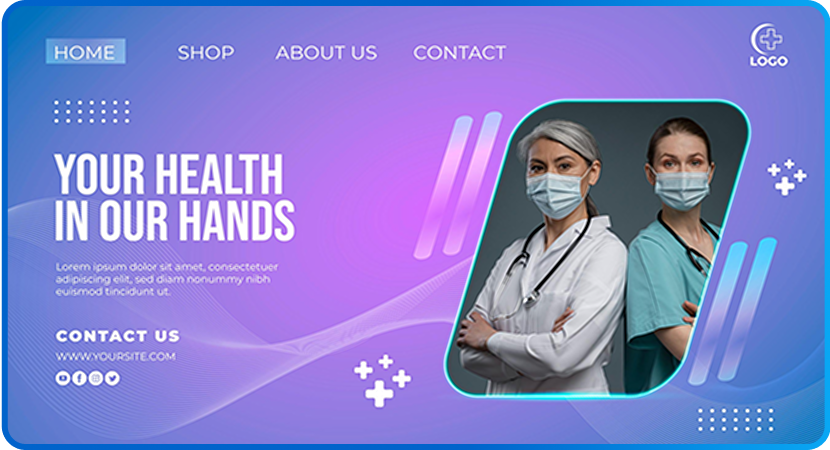 HOME SHOP ABOUT US CONTACT
LOGO
YOUR HEALTH
IN OUR HANDS
Lorem ipsum dolor sit amet, consectetuer
adipiscing elit, sed diam nonummy nibh
euismod tincidunt ut.
CONTACT US
WWW.YOURSITE.COM